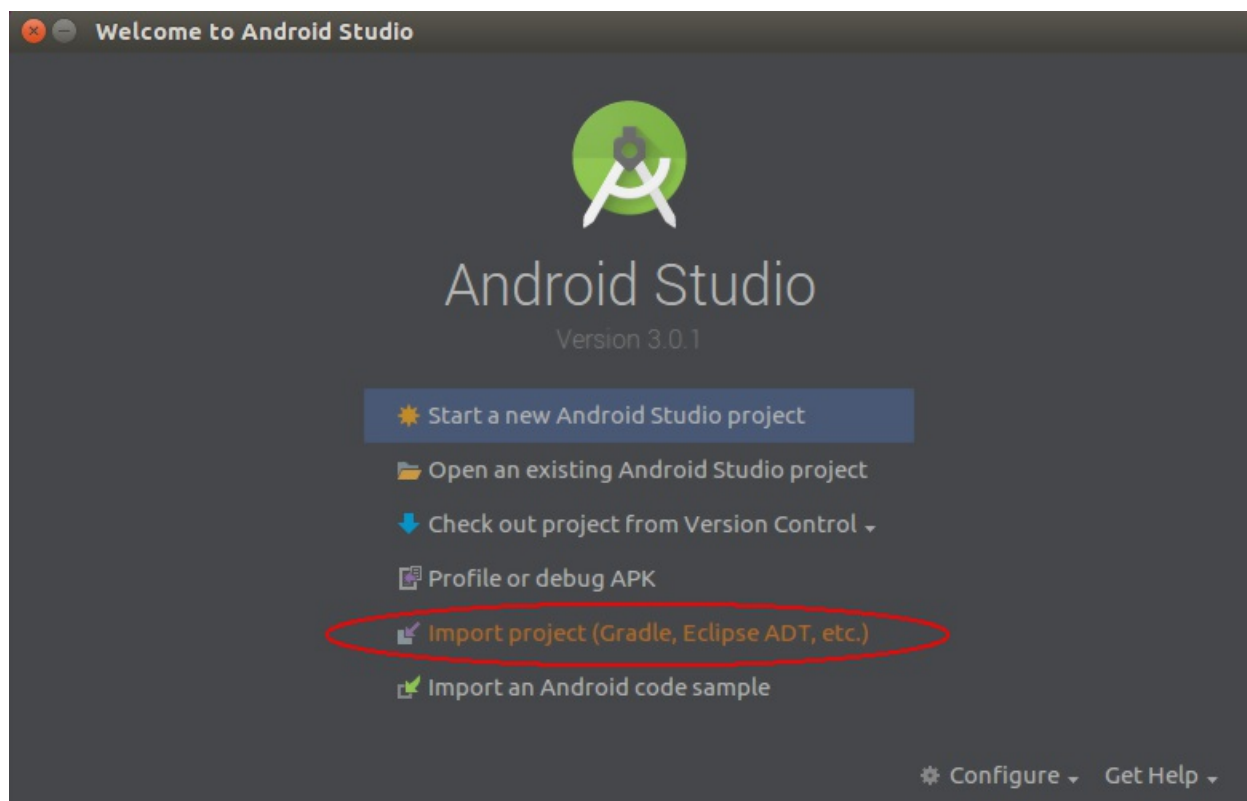 Welcome to Android Studio
Android Studio
Version 3.0.1
Start a new Android Studio project
Open an existing Android Studio project
Check out project from Version Control
Profile or debug APK
Import project (Gradle, Eclipse ADT, etc.)
Import an Android code sample
Configure Get Help